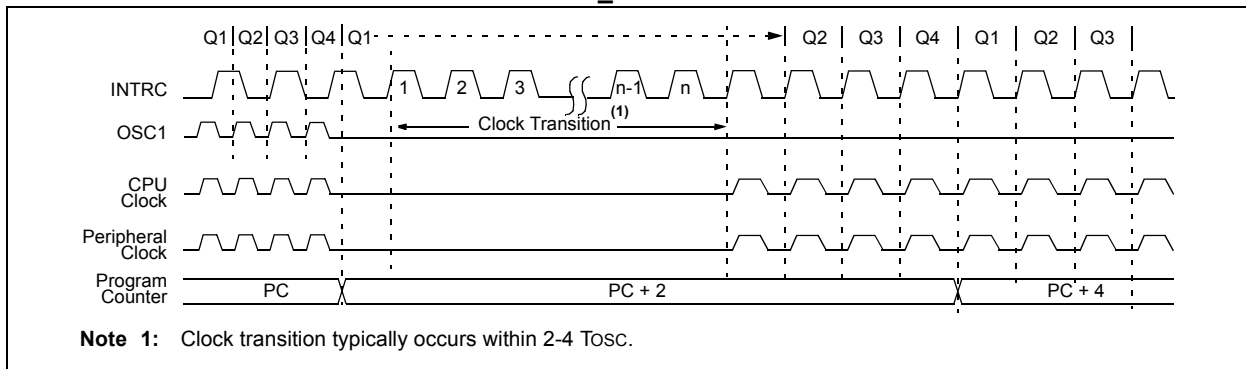 Q1 Q2 Q3 Q4 Q1 Q2 Q3 Q4 Q1 Q2 Q3
INTRC 1 2 3 n-1 n
OSC1 Clock Transition(1)
CPU
Clock
Peripheral
Clock
Program
Counter PC PC + 2 PC + 4
Note 1: Clock transition typically occurs within 2-4 TOSC.